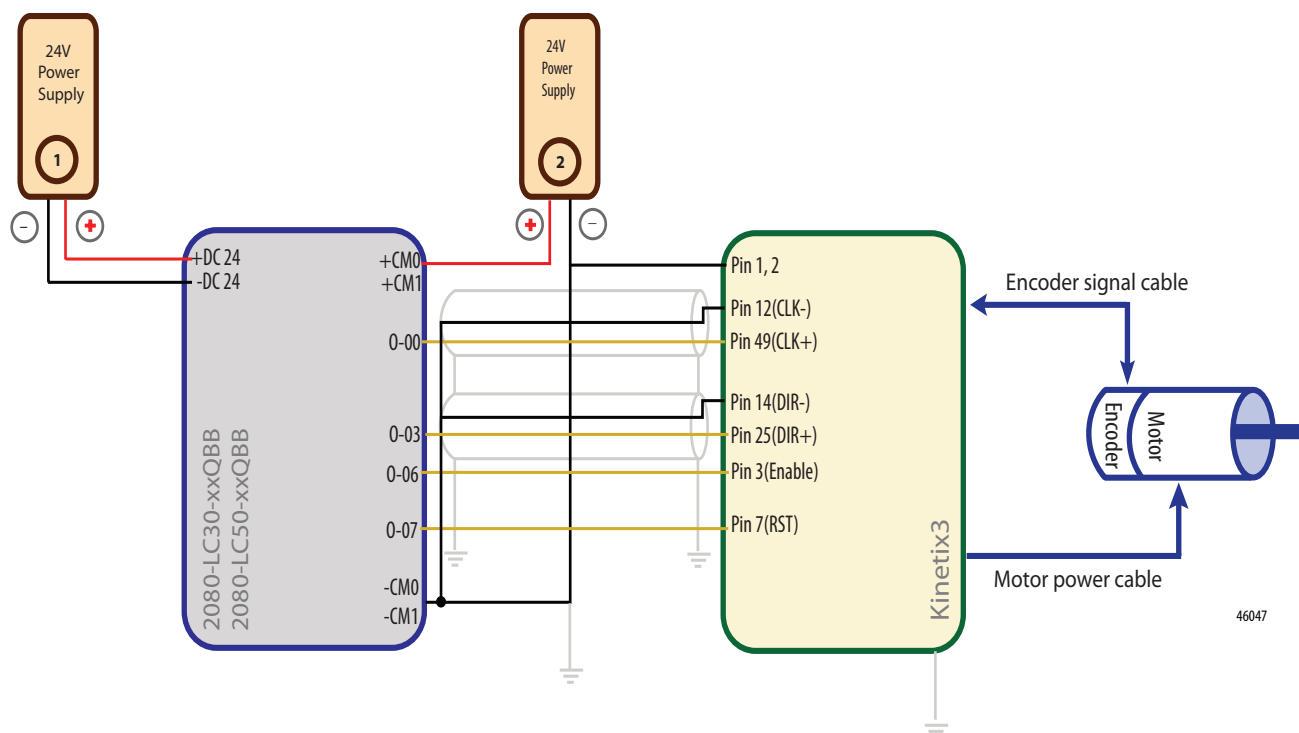 24V
Power
Supply
1
−
+
24V
Power
Supply
2
+
−
+DC 24
-DC 24
+CM0
+CM1
0-00
0-03
0-06
0-07
-CM0
-CM1
2080-LC30-xxQBB
2080-LC50-xxQBB
Pin 1, 2
Pin 12(CLK-)
Pin 49(CLK+)
Pin 14(DIR-)
Pin 25(DIR+)
Pin 3(Enable)
Pin 7(RST)
Kinetix3
Encoder signal cable
Encoder
Motor
Motor power cable
46047